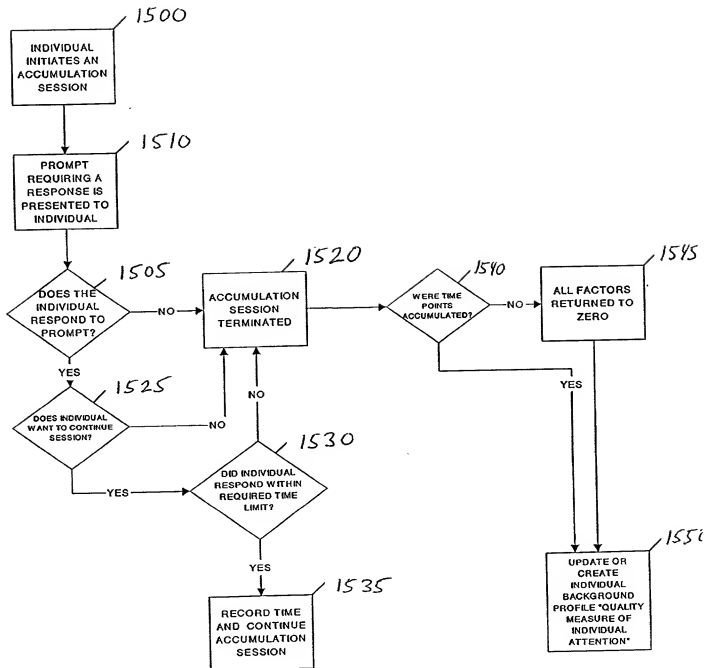 1500
INDIVIDUAL
INITIATES AN
ACCUMULATION
SESSION
1510
PROMPT
REQUIRING A
RESPONSE IS
PRESENTED TO
INDIVIDUAL
1505
DOES THE
INDIVIDUAL
RESPOND TO
PROMPT?
NO
YES
1520
ACCUMULATION
SESSION
TERMINATED
1540
WERE TIME
POINTS
ACCUMULATED?
NO
YES
1545
ALL FACTORS
RETURNED TO
ZERO
1525
DOES INDIVIDUAL
WANT TO CONTINUE
SESSION?
NO
YES
NO
1530
DID INDIVIDUAL
RESPOND WITHIN
REQUIRED TIME
LIMIT?
YES
1535
RECORD TIME
AND CONTINUE
ACCUMULATION
SESSION
1550
UPDATE OR
CREATE
INDIVIDUAL
BACKGROUND
PROFILE "QUALITY
MEASURE OF
INDIVIDUAL
ATTENTION"